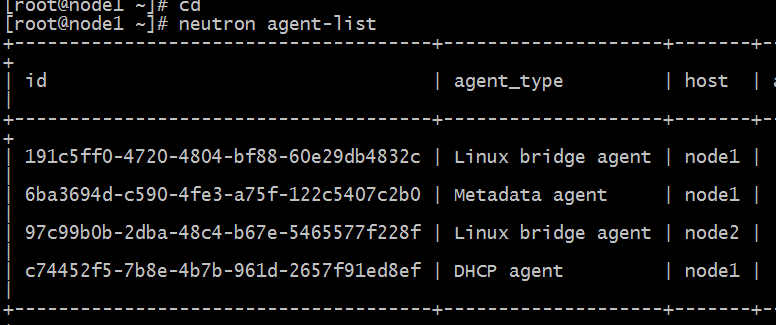 [root@node1 ~]# cd
[root@node1 ~]# neutron agent-list
+--------------------------------------+--------------------+-------+--
+
| id | agent_type | host |
|
+--------------------------------------+--------------------+-------+--
+
| 191c5ff0-4720-4804-bf88-60e29db4832c | Linux bridge agent | node1 |
|
| 6ba3694d-c590-4fe3-a75f-122c5407c2b0 | Metadata agent | node1 |
|
| 97c99b0b-2dba-48c4-b67e-5465577f228f | Linux bridge agent | node2 |
|
| c74452f5-7b8e-4b7b-961d-2657f91ed8ef | DHCP agent | node1 |
|
+--------------------------------------+--------------------+-------+--